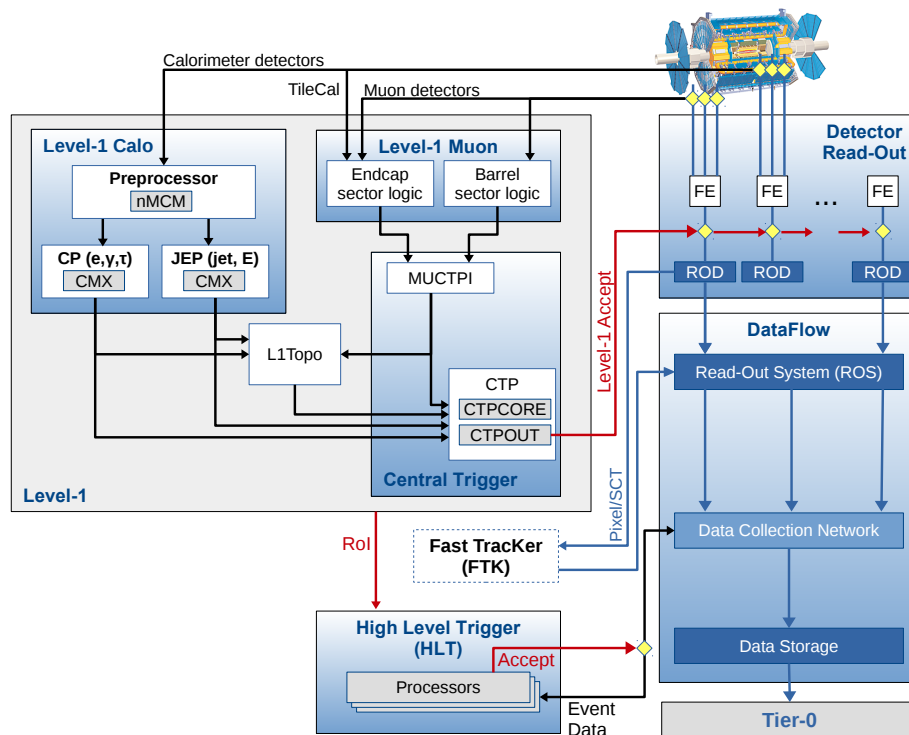 Calorimeter detectors
TileCal
Muon detectors
Level-1 Calo
Preprocessor
nMCM
CP (e,γ,τ)
CMX
JEP (jet, E)
CMX
Level-1 Muon
Endcap
sector logic
Barrel
sector logic
MUCTPI
L1Topo
CTP
CTPCORE
CTPOUT
Central Trigger
Level-1
Level-1 Accept
Detector
Read-Out
FE
FE
...
FE
ROD
ROD
ROD
DataFlow
Read-Out System (ROS)
Pixel/SCT
Data Collection Network
Data Storage
Tier-0
RoI
Fast TracKer
(FTK)
High Level Trigger
(HLT)
Accept
Processors
Event
Data